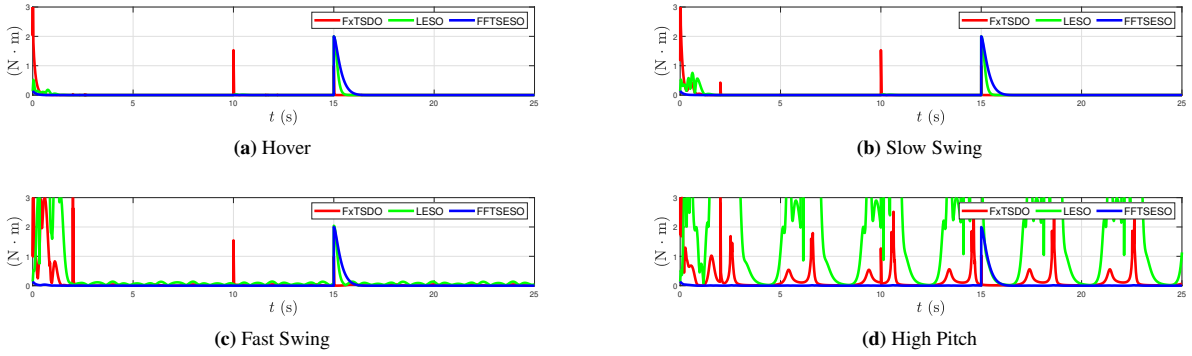 FxTSDO LESO FFTSESO
(N · m)
3
2
1
0
0 5 10 15 20 25
t (s)
(a) Hover
FxTSDO LESO FFTSESO
(N · m)
3
2
1
0
0 5 10 15 20 25
t (s)
(b) Slow Swing
FxTSDO LESO FFTSESO
(N · m)
3
2
1
0
0 5 10 15 20 25
t (s)
(c) Fast Swing
FxTSDO LESO FFTSESO
(N · m)
3
2
1
0
0 5 10 15 20 25
t (s)
(d) High Pitch